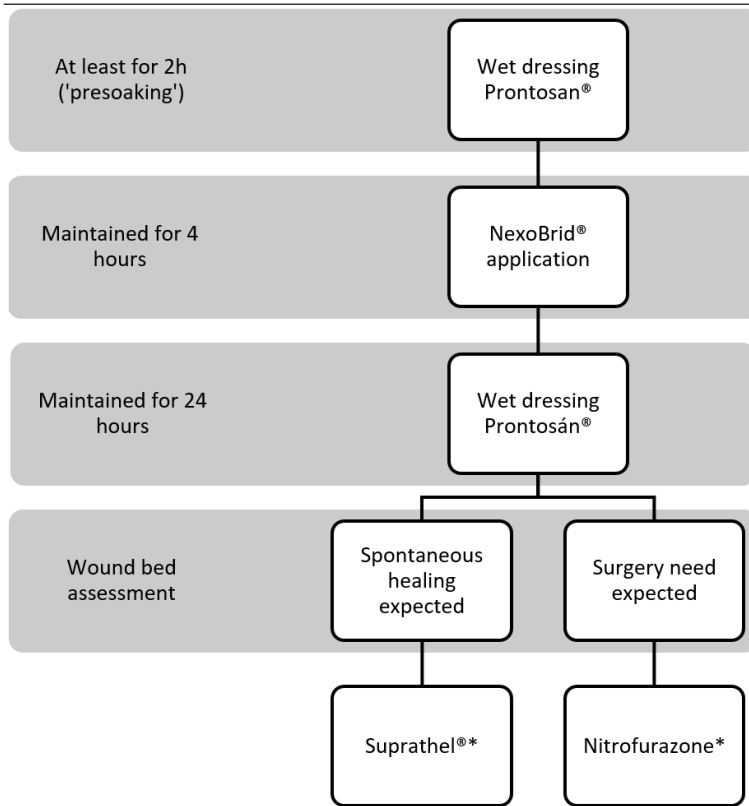 At least for 2h
('presoaking')
Wet dressing
Prontosan®
Maintained for 4
hours
NexoBrid®
application
Maintained for 24
hours
Wet dressing
Prontosán®
Wound bed
assessment
Spontaneous
healing
expected
Surgery need
expected
Suprathel®*
Nitrofurazone*